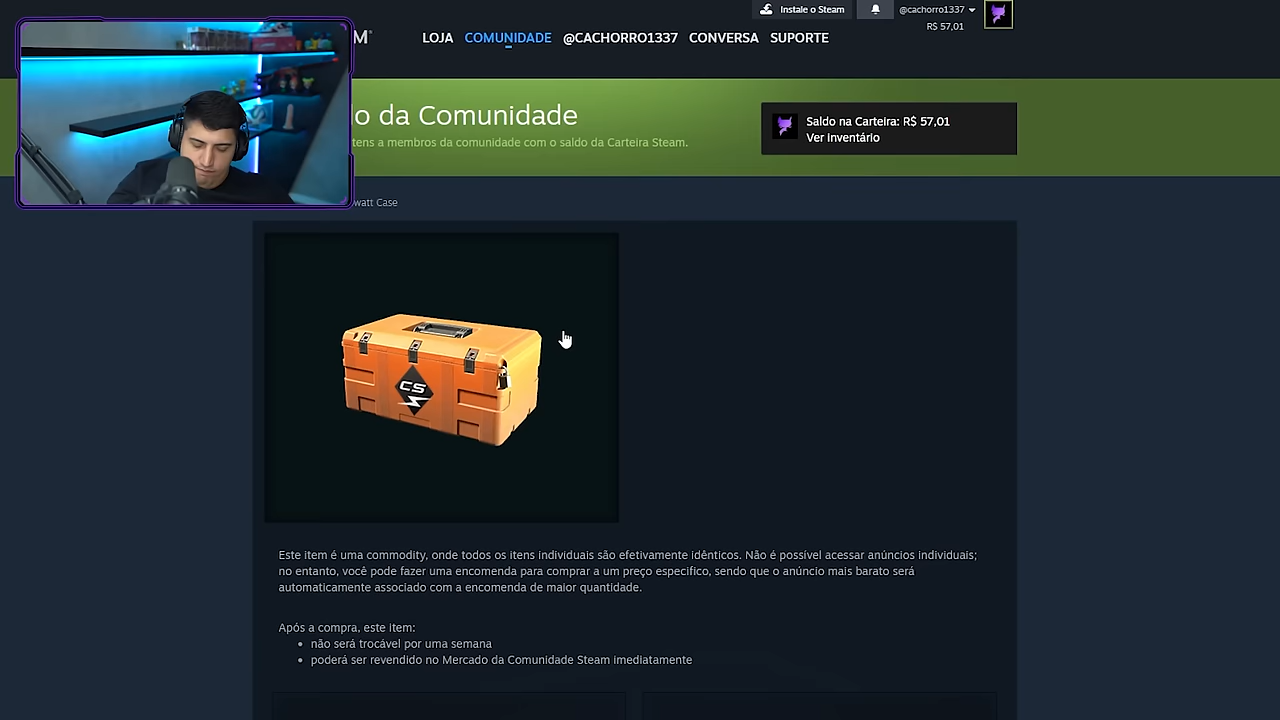 Instale o Steam
@cachorro1337
R$ 57,01
M
LOJA COMUNIDADE @CACHORRO1337 CONVERSA SUPORTE
lo da Comunidade
tens a membros da comunidade com o saldo da Carteira Steam.
Saldo na Carteira: R$ 57,01
Ver inventário
watt Case
CS
Este item é uma commodity, onde todos os itens individuais são efetivamente idênticos. Não é possível acessar anúncios individuais;
no entanto, você pode fazer uma encomenda para comprar a um preço específico, sendo que o anúncio mais barato será
automaticamente associado com a encomenda de maior quantidade.
Após a compra, este item:
• não será trocável por uma semana
• poderá ser revendido no Mercado da Comunidade Steam imediatamente